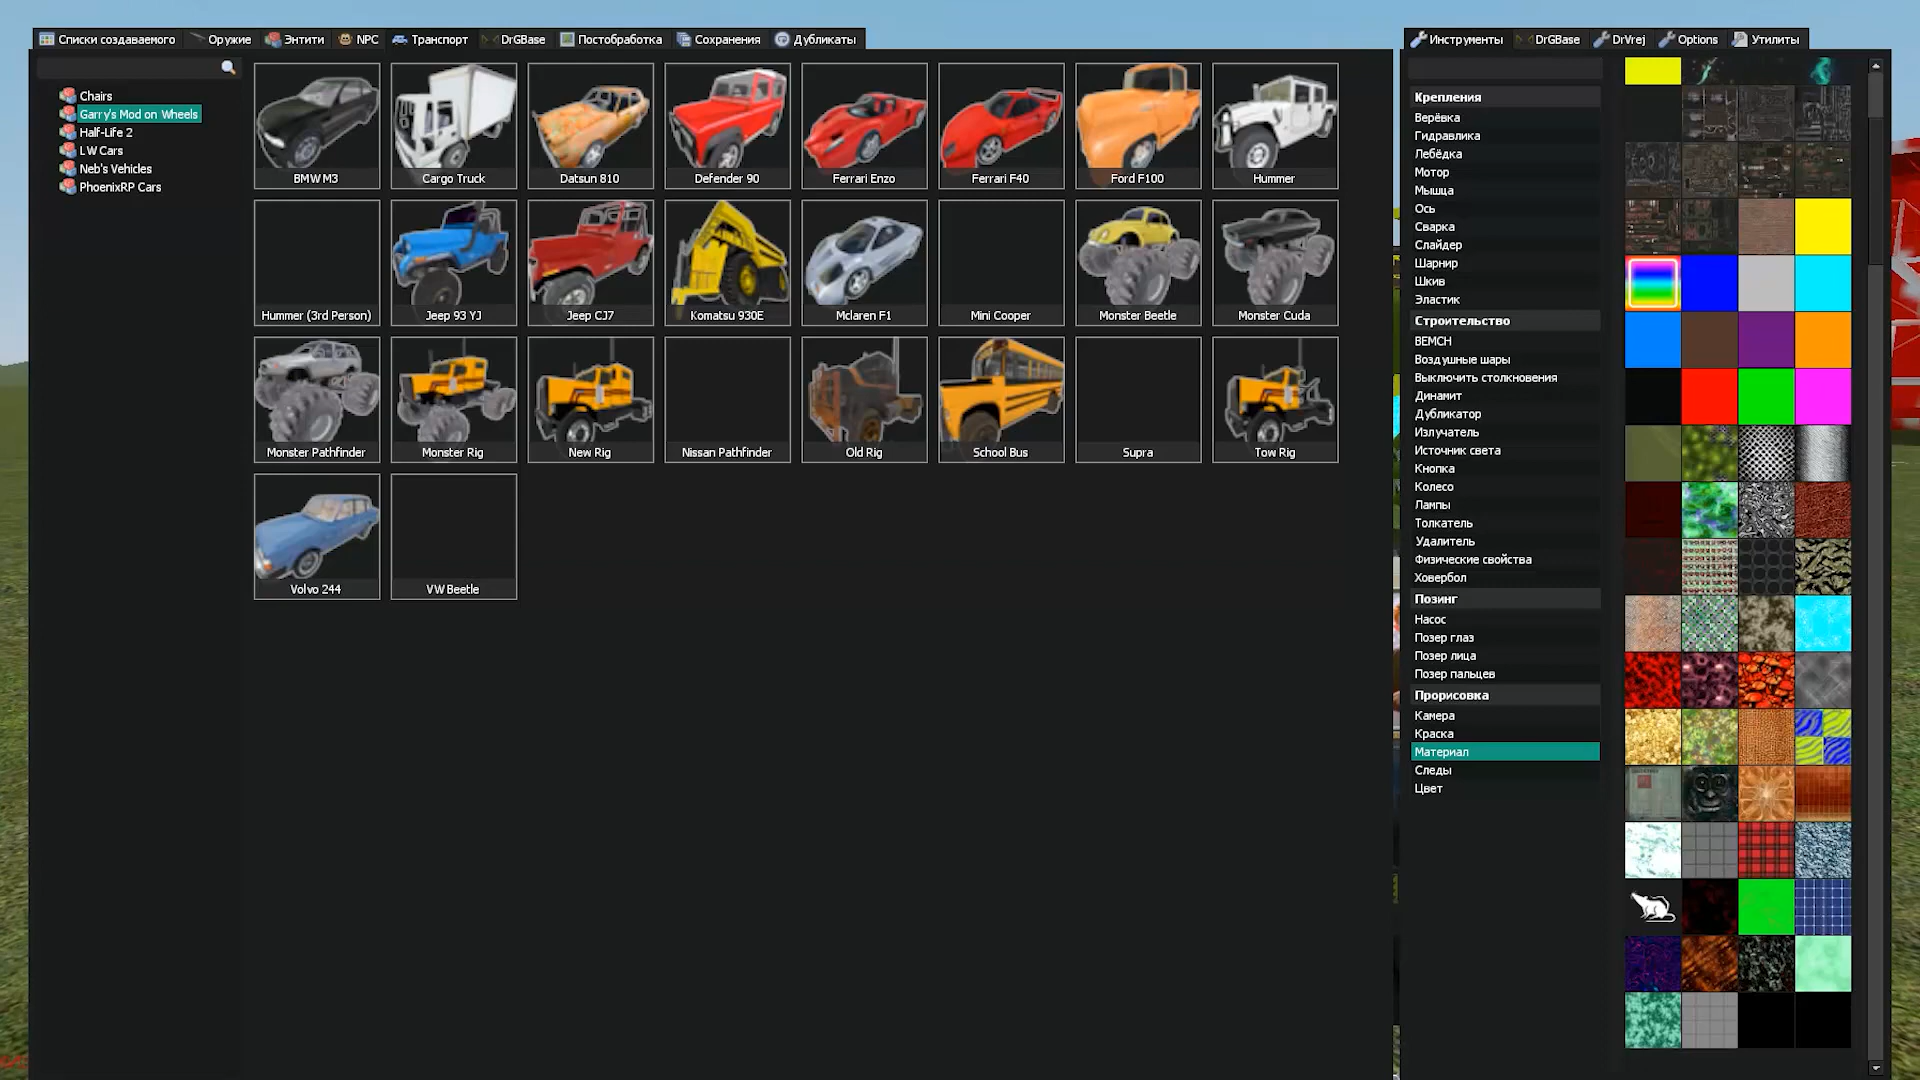 Списки создаваемого Оружие Энтити NPC Транспорт DrGBase Постобработка Сохранения Дубликаты
Chairs
Garry's Mod on Wheels
Half-Life 2
LW Cars
Neb's Vehicles
PhoenixRP Cars
BMW M3 Cargo Truck Datsun 810 Defender 90 Ferrari Enzo Ferrari F40 Ford F100 Hummer
Hummer (3rd Person) Jeep 93 YJ Jeep CJ7 Komatsu 930E Mclaren F1 Mini Cooper Monster Beetle Monster Cuda
Monster Pathfinder Monster Rig New Rig Nissan Pathfinder Old Rig School Bus Supra Tow Rig
Volvo 244 VW Beetle
Инструменты DrGBase DrVrej Options Утилиты
Крепления
Верёвка
Гидравлика
Лебёдка
Мотор
Мышца
Ось
Сварка
Слайдер
Шарнир
Шкив
Эластик
Строительство
BEMCH
Воздушные шары
Выключить столкновения
Динамит
Дубликатор
Излучатель
Источник света
Кнопка
Колесо
Лампы
Толкатель
Удалитель
Физические свойства
Ховербол
Позинг
Насос
Позер глаз
Позер лица
Позер пальцев
Прорисовка
Камера
Краска
Материал
Следы
Цвет